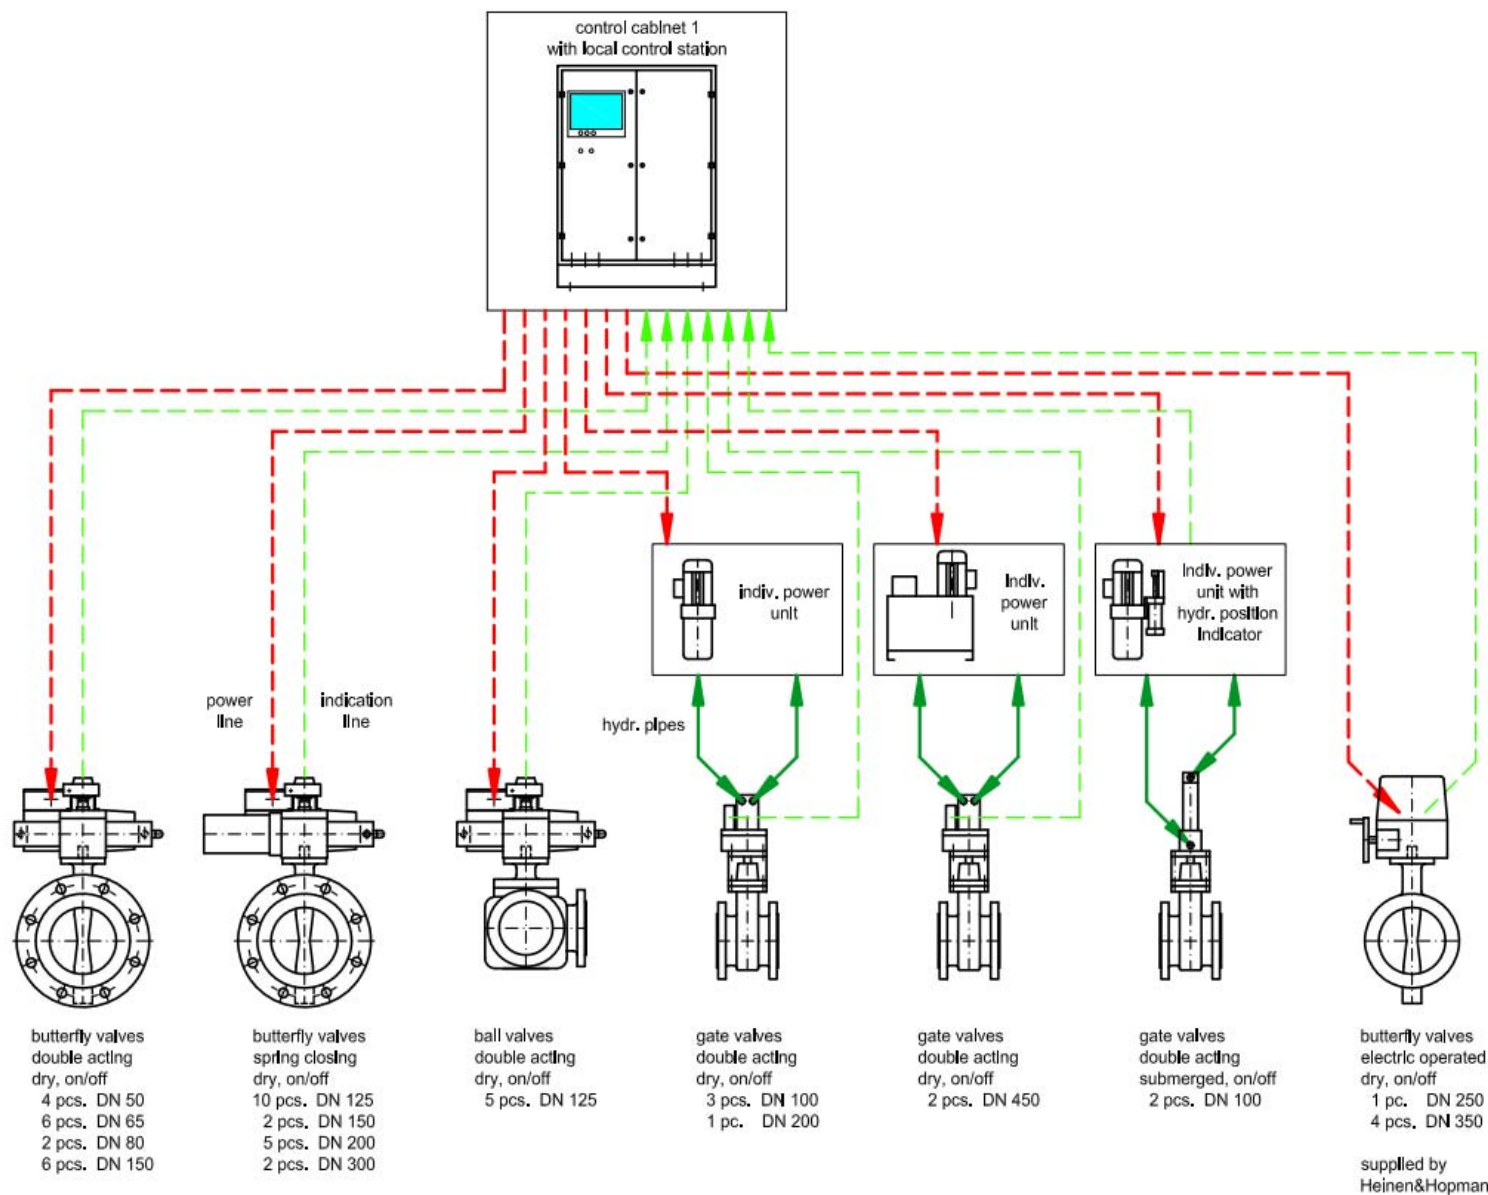 control cabinet 1
with local control station
indiv. power
unit
Indiv.
power
unit
Indiv. power
unit with
hydr. position
indicator
power
line
indication
line
hydr. pipes
butterfly valves
double acting
dry, on/off
4 pcs. DN 50
6 pcs. DN 65
2 pcs. DN 80
6 pcs. DN 150
butterfly valves
spring closing
dry, on/off
10 pcs. DN 125
2 pcs. DN 150
5 pcs. DN 200
2 pcs. DN 300
ball valves
double acting
dry, on/off
5 pcs. DN 125
gate valves
double acting
dry, on/off
3 pcs. DN 100
1 pc. DN 200
gate valves
double acting
dry, on/off
2 pcs. DN 450
gate valves
double acting
submerged, on/off
2 pcs. DN 100
butterfly valves
electric operated
dry, on/off
1 pc. DN 250
4 pcs. DN 350
supplied by
Heinen&Hopman